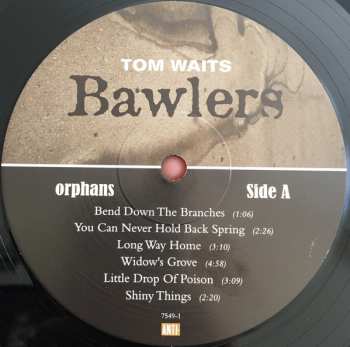 TOM WAITS
Bawlers
orphans Side A
Bend Down The Branches (1:06)
You Can Never Hold Back Spring (2:26)
Long Way Home (3:10)
Widow's Grove (4:58)
Little Drop Of Poison (3:09)
Shiny Things (2:20)
7549-1
ANTI-